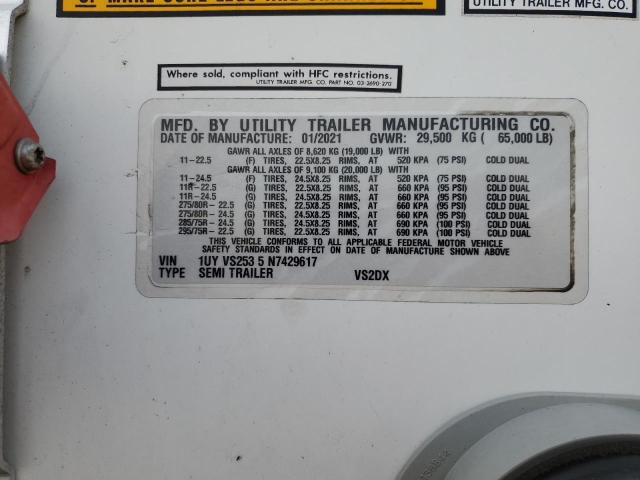 UTILITY TRAILER MFG. CO.
Where sold, compliant with HFC restrictions.
UTILITY TRAILER MFG. CO. PART NO. 03-3690-270
MFD. BY UTILITY TRAILER MANUFACTURING CO.
DATE OF MANUFACTURE: 01/2021 GVWR: 29,500 KG ( 65,000 LB)
GAWR ALL AXLES OF 8,620 KG (19,000 LB) WITH
11-22.5 (F) TIRES, 22.5X8.25 RIMS, AT 520 KPA (75 PSI) COLD DUAL
GAWR ALL AXLES OF 9,100 KG (20,000 LB) WITH
11-24.5 (F) TIRES, 24.5X8.25 RIMS, AT 520 KPA (75 PSI) COLD DUAL
11R-22.5 (G) TIRES, 22.5X8.25 RIMS, AT 660 KPA (95 PSI) COLD DUAL
11R-24.5 (G) TIRES, 24.5X8.25 RIMS, AT 660 KPA (95 PSI) COLD DUAL
275/80R- 22.5 (G) TIRES, 22.5X8.25 RIMS, AT 660 KPA (95 PSI) COLD DUAL
275/80R- 24.5 (G) TIRES, 24.5X8.25 RIMS, AT 660 KPA (95 PSI) COLD DUAL
285/75R- 24.5 (G) TIRES, 24.5X8.25 RIMS, AT 690 KPA (100 PSI) COLD DUAL
295/75R- 22.5 (G) TIRES, 22.5X8.25 RIMS, AT 690 KPA (100 PSI) COLD DUAL
THIS VEHICLE CONFORMS TO ALL APPLICABLE FEDERAL MOTOR VEHICLE
SAFETY STANDARDS IN EFFECT ON DATE OF MANUFACTURE SHOWN ABOVE
VIN 1UY VS253 5 N7429617
TYPE SEMI TRAILER VS2DX